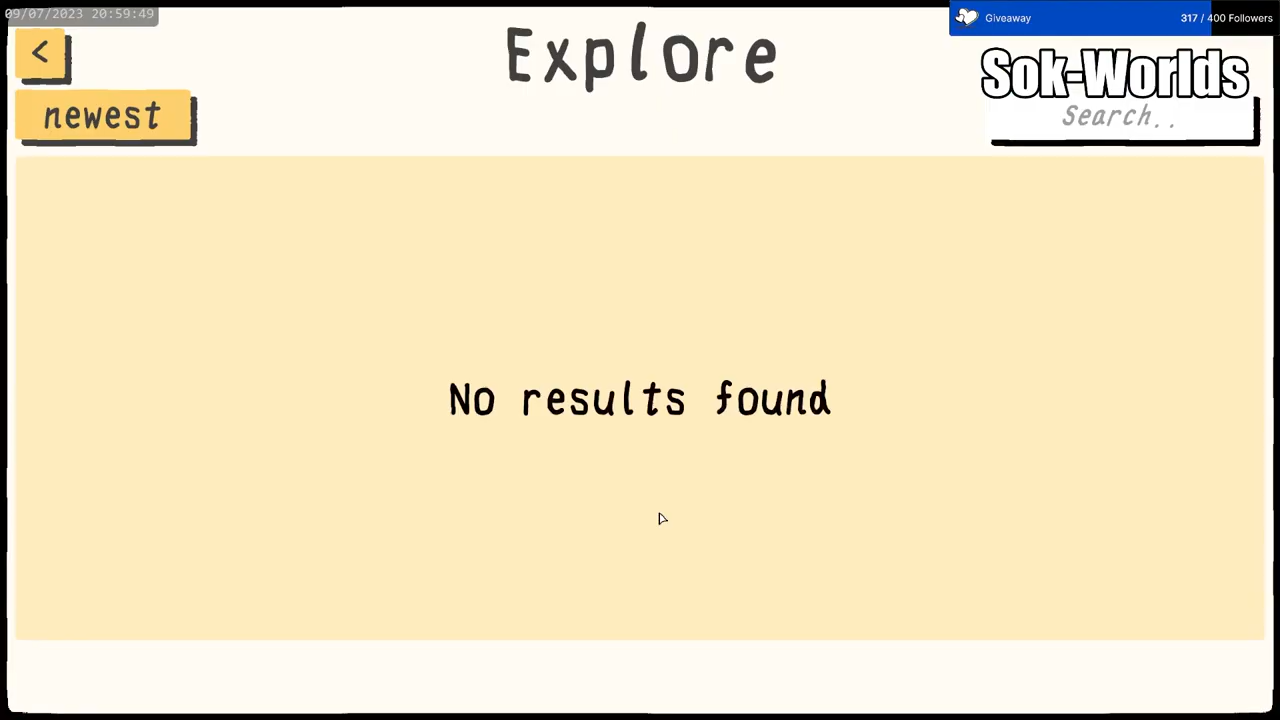 09/07/2023 20:59:49
Giveaway
317 / 400 Followers
<
Explore
Sok-Worlds
newest
Search..
No results found